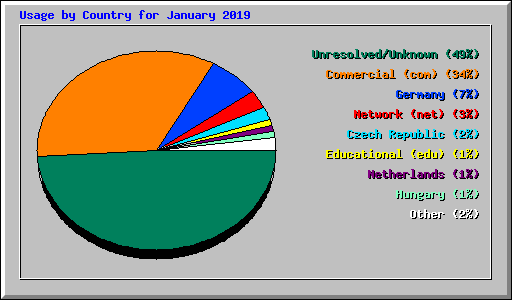 Usage by Country for January 2019
Unresolved/Unknown (49%)
Commercial (com) (34%)
Germany (7%)
Network (net) (3%)
Czech Republic (2%)
Educational (edu) (1%)
Netherlands (1%)
Hungary (1%)
Other (2%)